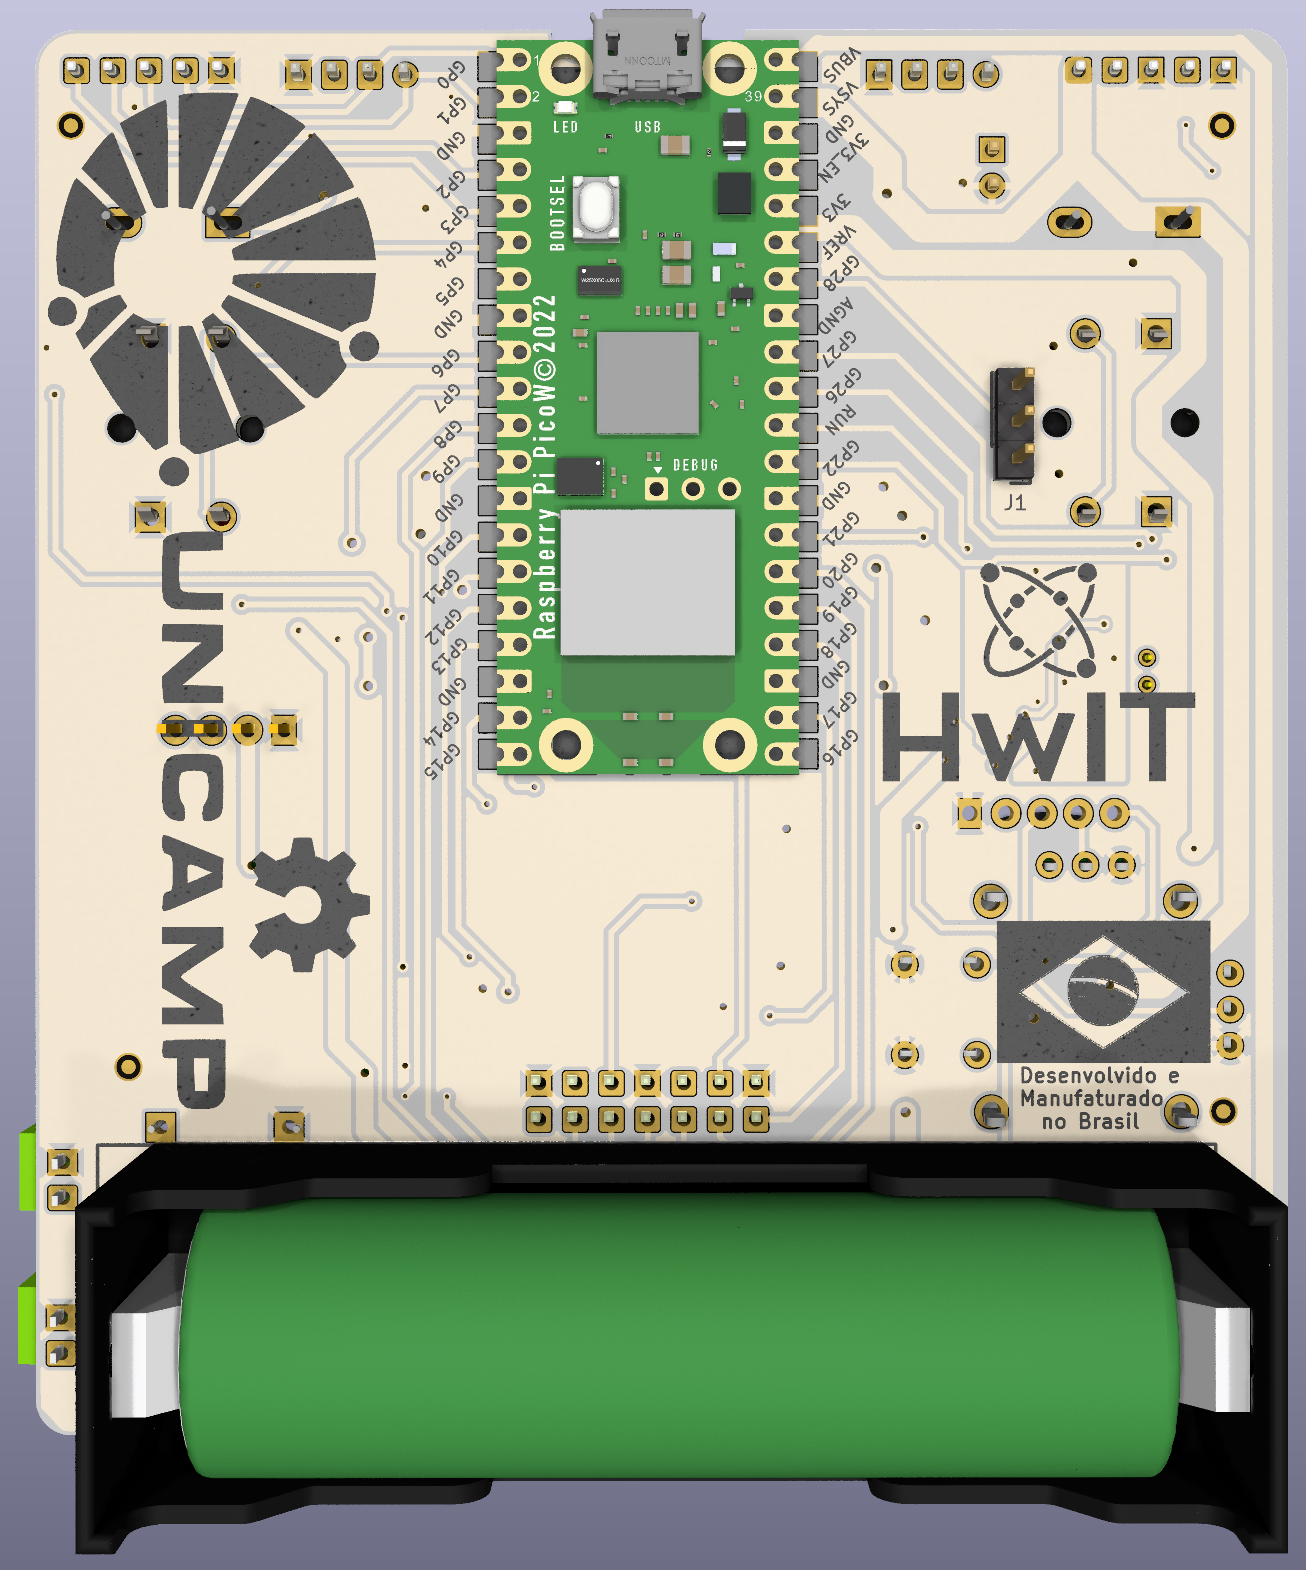 MTCONN
LED
USB
1
2
39
BOOTSEL
DEBUG
Raspberry Pi PicoW©2022
GP0
GP1
GND
GP2
GP3
GP4
GP5
GND
GP6
GP7
GP8
GP9
GND
GP10
GP11
GP12
GP13
GND
GP14
GP15
VBUS
VSYS
GND
3V3_EN
3V3
VREF
GP28
AGND
GP27
GP26
RUN
GP22
GND
GP21
GP20
GP19
GP18
GND
GP17
GP16
J1
UNICAMP
HwIT
Desenvolvido e
Manufaturado
no Brasil